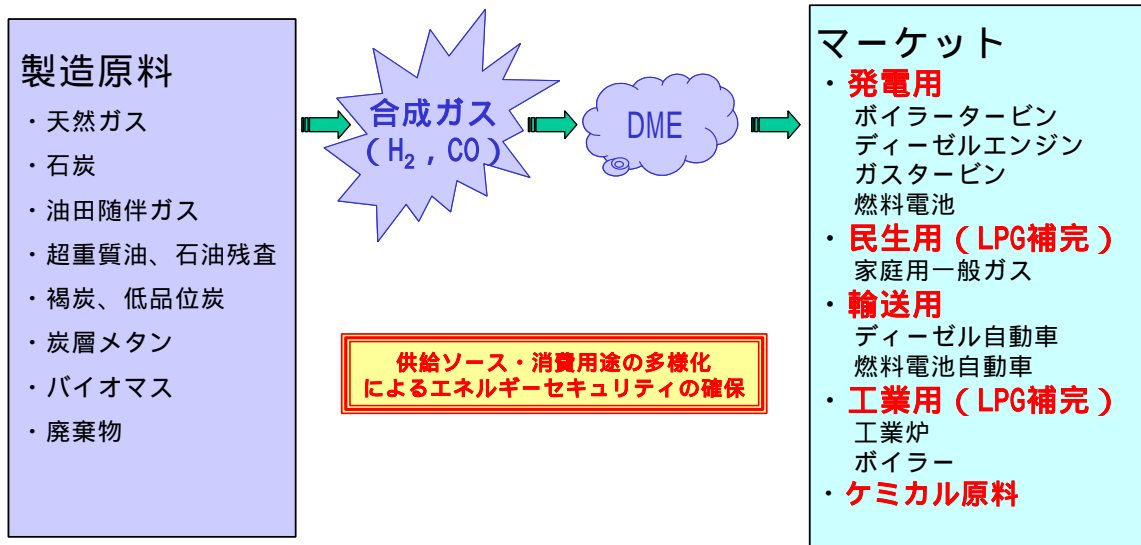 製造原料
・天然ガス
・石炭
・油田随伴ガス
・超重質油、石油残査
・褐炭、低品位炭
・炭層メタン
・バイオマス
・廃棄物
合成ガス
(H₂,CO)
DME
供給ソース・消費用途の多様化
によるエネルギーセキュリティの確保
マーケット
・発電用
ボイラータービン
ディーゼルエンジン
ガスタービン
燃料電池
・民生用(LPG補完)
家庭用一般ガス
・輸送用
ディーゼル自動車
燃料電池自動車
・工業用(LPG補完)
工業炉
ボイラー
・ケミカル原料